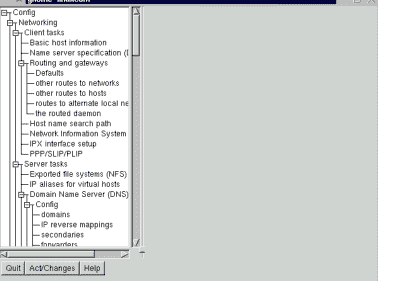 gnome-linuxconf
Config
Networking
Client tasks
Basic host information
Name server specification (I
Routing and gateways
Defaults
other routes to networks
other routes to hosts
routes to alternate local ne
the routed daemon
Host name search path
Network Information System
IPX interface setup
PPP/SLIP/PLIP
Server tasks
Exported file systems (NFS)
IP aliases for virtual hosts
Domain Name Server (DNS)
Config
domains
IP reverse mappings
secondaries
forwarders
Quit Act/Changes Help